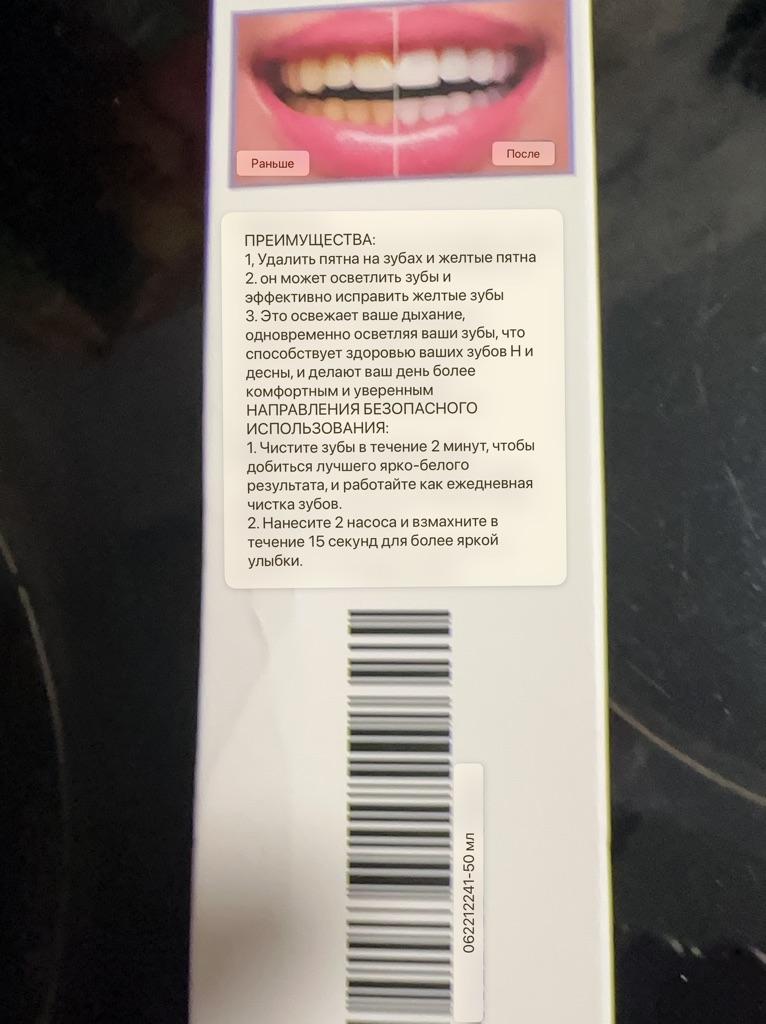 Раньше
После
ПРЕИМУЩЕСТВА:
1, Удалить пятна на зубах и желтые пятна
2. он может осветлить зубы и
эффективно исправить желтые зубы
3. Это освежает ваше дыхание,
одновременно осветляя ваши зубы, что
способствует здоровью ваших зубов H и
десны, и делают ваш день более
комфортным и уверенным
НАПРАВЛЕНИЯ БЕЗОПАСНОГО
ИСПОЛЬЗОВАНИЯ:
1. Чистите зубы в течение 2 минут, чтобы
добиться лучшего ярко-белого
результата, и работайте как ежедневная
чистка зубов.
2. Нанесите 2 насоса и взмахните в
течение 15 секунд для более яркой
улыбки.
062212241-50 мл